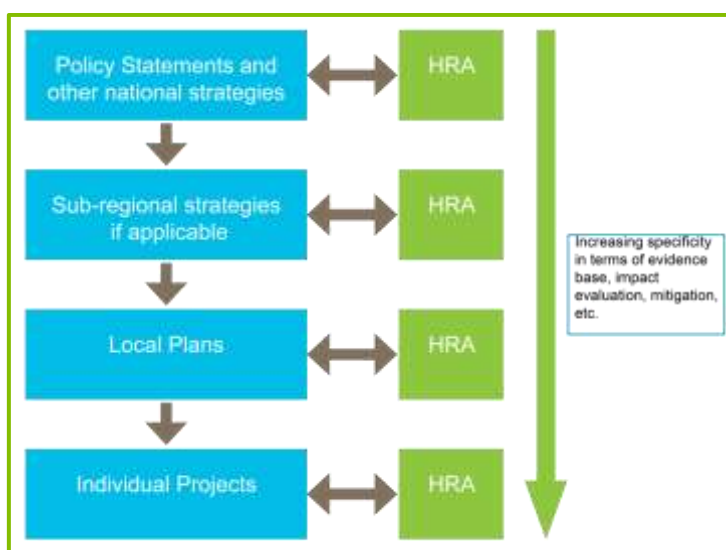 Policy Statements and
other national strategies
HRA
Sub-regional strategies
if applicable
HRA
Local Plans
HRA
Individual Projects
HRA
Increasing specificity
in terms of evidence
base, impact
evaluation, mitigation,
etc.